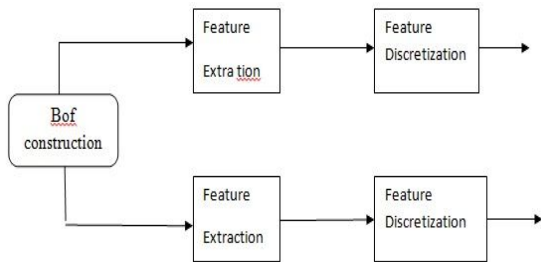 Feature
Extra tion
Feature
Discretization
Bof
construction
Feature
Extraction
Feature
Discretization